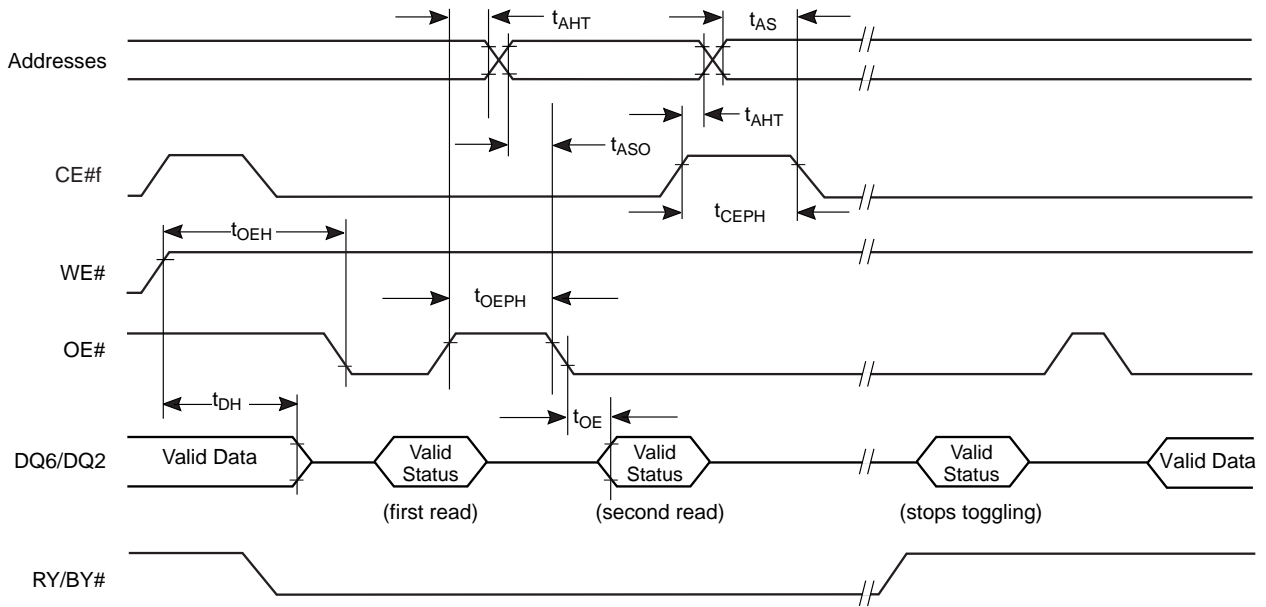 tAHT
tAS
Addresses
tAHT
tASO
CE#f
tCEPH
tOEH
WE#
tOEPH
OE#
tDH
tOE
DQ6/DQ2
Valid Data
Valid
Status
Valid
Status
Valid
Status
Valid Data
(first read)
(second read)
(stops toggling)
RY/BY#